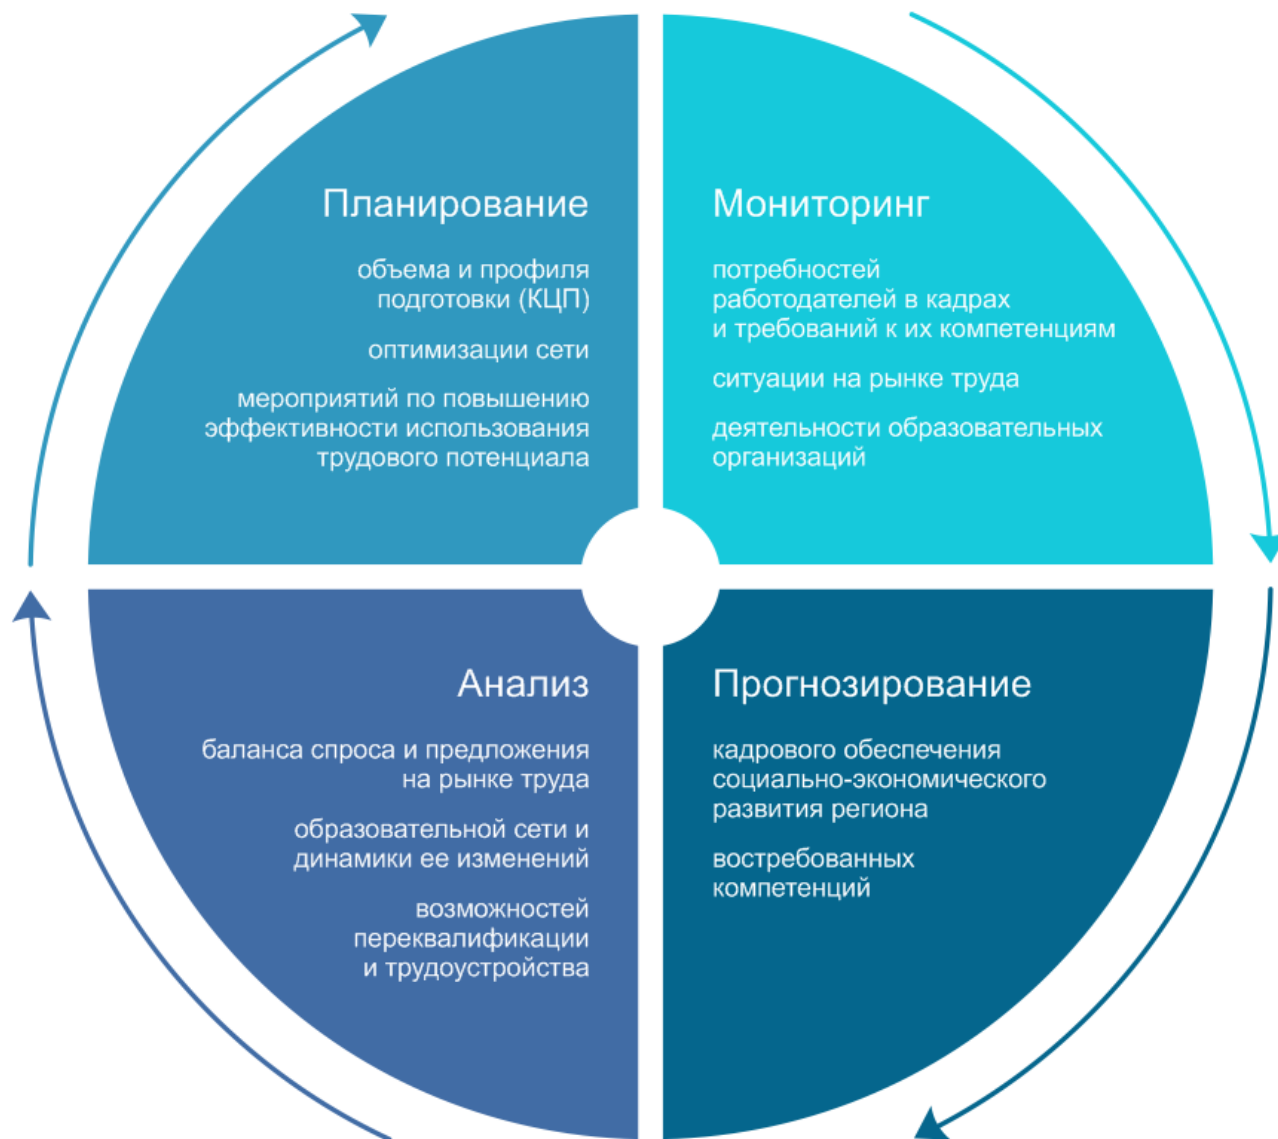 Планирование
объема и профиля
подготовки (КЦП)
оптимизации сети
мероприятий по повышению
эффективности использования
трудового потенциала
Мониторинг
потребностей
работодателей в кадрах
и требований к их компетенциям
ситуации на рынке труда
деятельности образовательных
организаций
Анализ
баланса спроса и предложения
на рынке труда
образовательной сети и
динамики ее изменений
возможностей
переквалификации
и трудоустройства
Прогнозирование
кадрового обеспечения
социально-экономического
развития региона
востребованных
компетенций